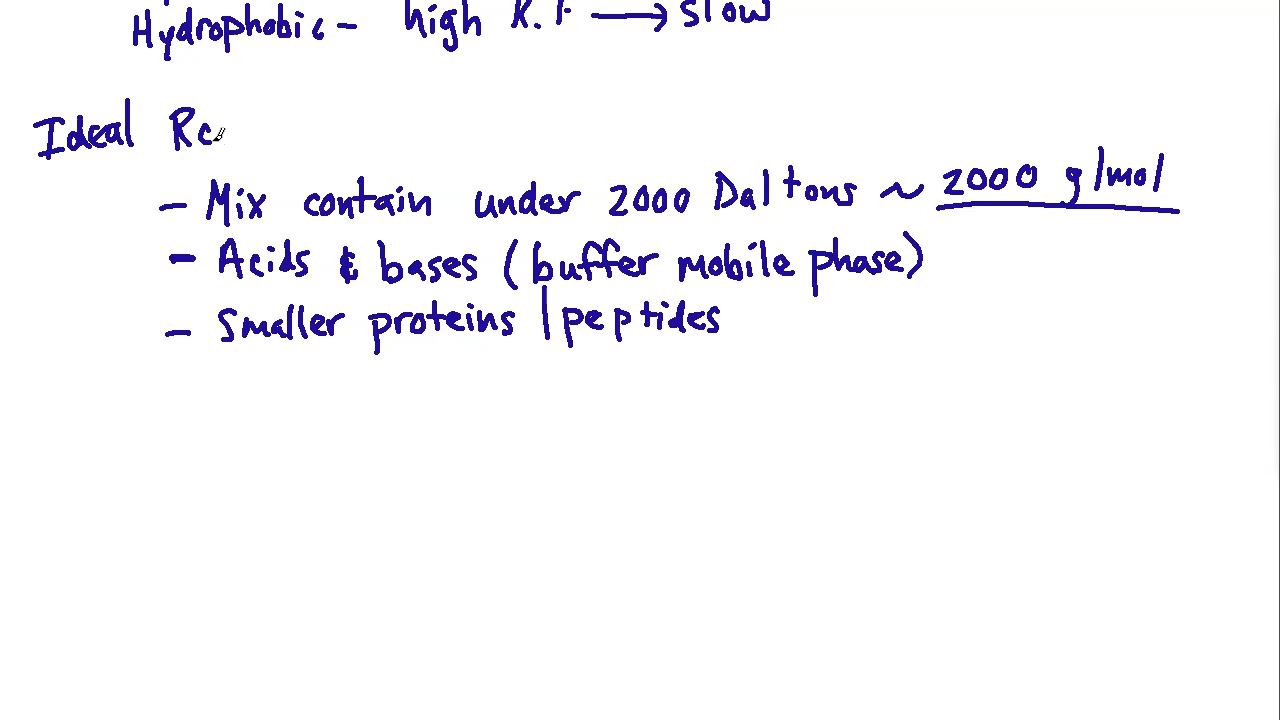 Hydrophobic - high K.F → slow
Ideal Rc
- Mix contain under 2000 Daltons ~ 2000 g/mol
- Acids & bases (buffer mobile phase)
- Smaller proteins | peptides